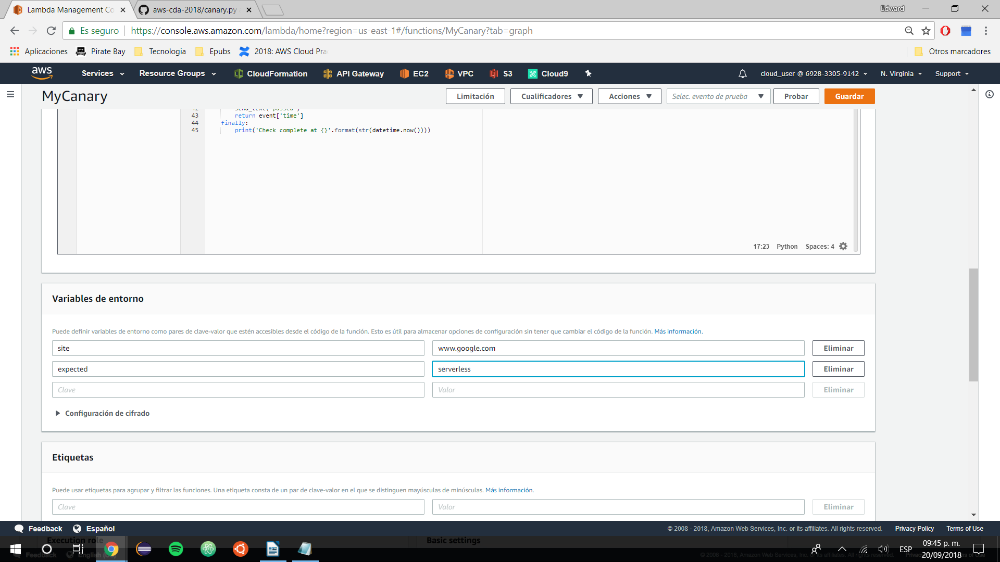 Lambda Management Co
aws-cda-2018/canary.py
Edward
Es seguro
https://console.aws.amazon.com/lambda/home?region=us-east-1#/functions/MyCanary?tab=graph
Aplicaciones
Pirate Bay
Tecnologia
Epubs
2018: AWS Cloud Pra
Otros marcadores
aws
Services
Resource Groups
CloudFormation
API Gateway
EC2
VPC
S3
Cloud9
cloud_user @ 6928-3305-9142
N. Virginia
Support
MyCanary
Limitación
Cualificadores
Acciones
Selec. evento de prueba
Probar
Guardar
42 send_text('passed')
43 return event['time']
44 finally:
45 print('Check complete at {}'.format(str(datetime.now())))
17:23 Python Spaces: 4
Variables de entorno
Puede definir variables de entorno como pares de clave-valor que estén accesibles desde el código de la función. Esto es útil para almacenar opciones de configuración sin tener que cambiar el código de la función. Más información.
site www.google.com Eliminar
expected serverless Eliminar
Clave Valor Eliminar
Configuración de cifrado
Etiquetas
Puede usar etiquetas para agrupar y filtrar las funciones. Una etiqueta consta de un par de clave-valor en el que se distinguen mayúsculas de minúsculas. Más información.
Clave Valor Eliminar
Feedback
Español
© 2008 - 2018, Amazon Web Services, Inc. or its affiliates. All rights reserved.
Privacy Policy
Terms of Use
Execution role
Basic settings
ESP
09:45 p. m.
20/09/2018
Feedback